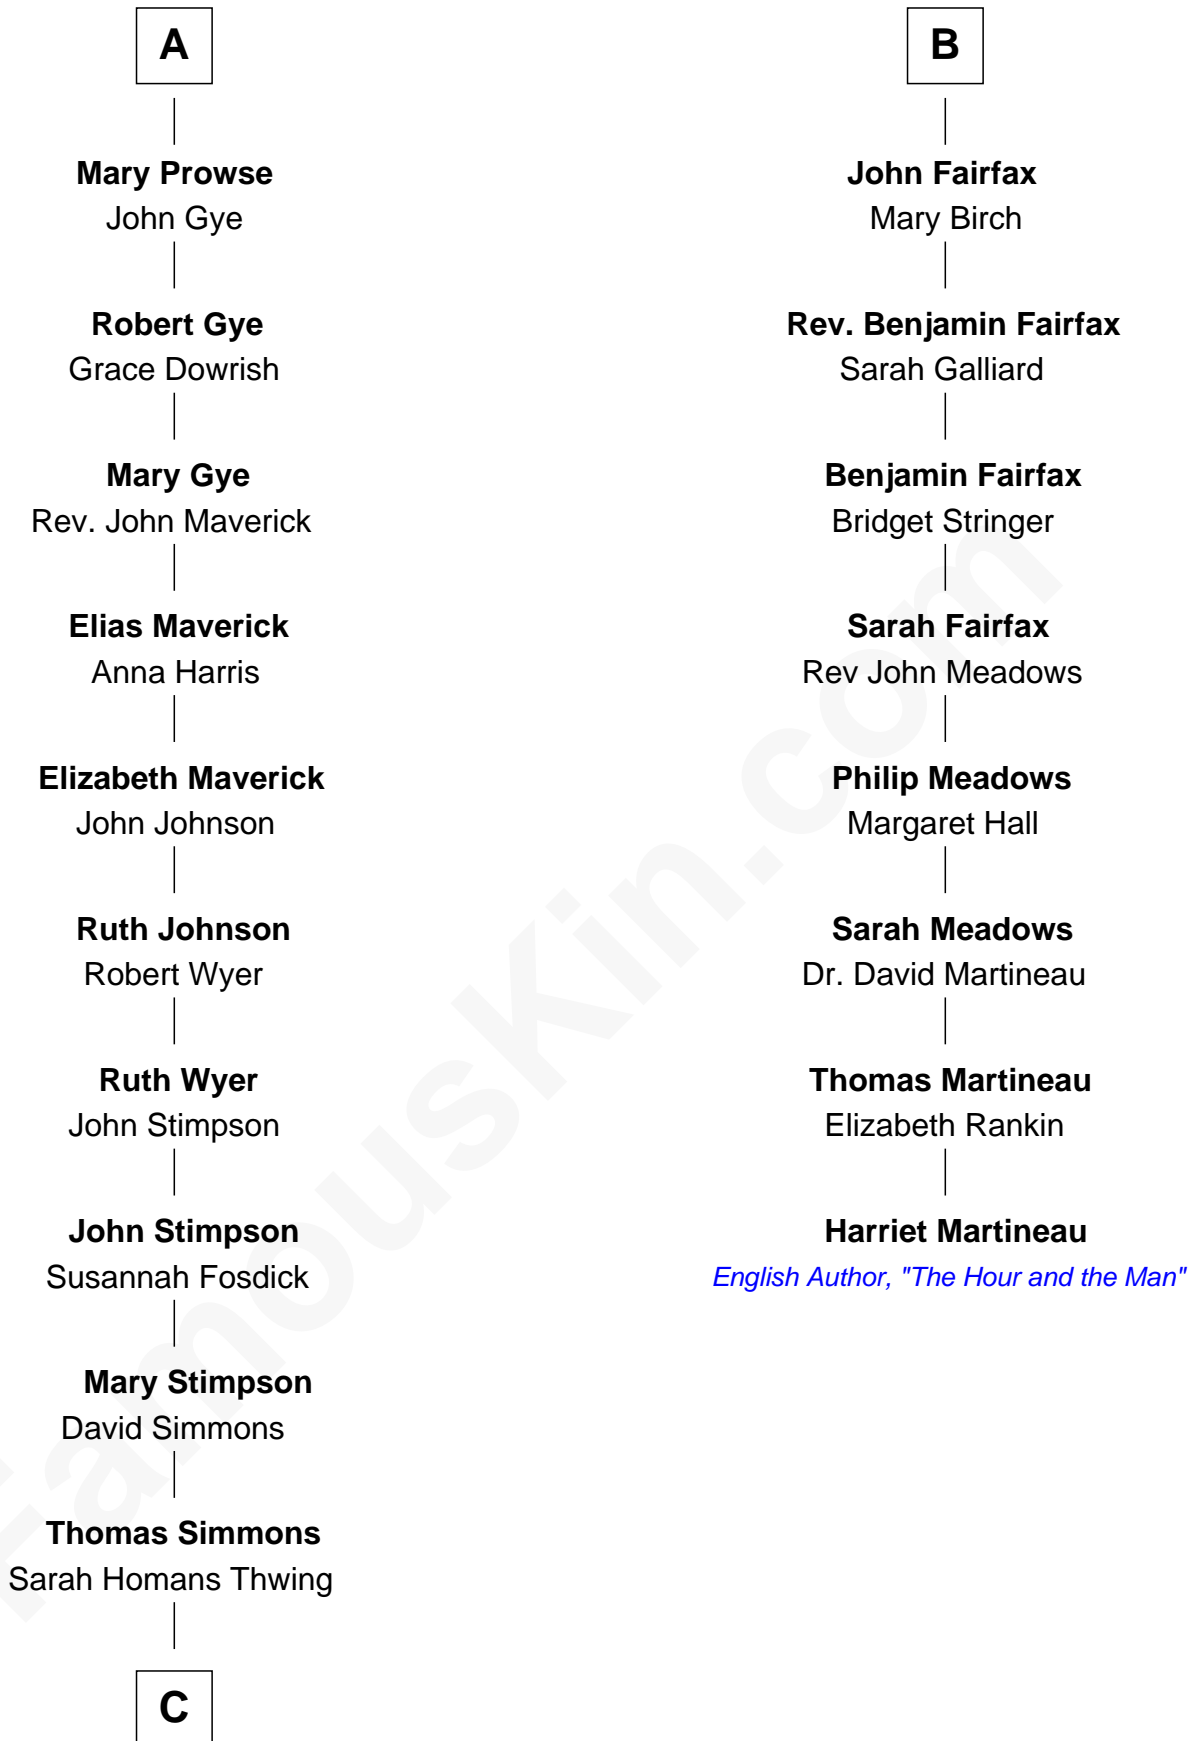 A
Mary Prowse
John Gye
Robert Gye
Grace Dowrish
Mary Gye
Rev. John Maverick
Elias Maverick
Anna Harris
Elizabeth Maverick
John Johnson
Ruth Johnson
Robert Wyer
Ruth Wyer
John Stimpson
John Stimpson
Susannah Fosdick
Mary Stimpson
David Simmons
Thomas Simmons
Sarah Homans Thwing
C
B
John Fairfax
Mary Birch
Rev. Benjamin Fairfax
Sarah Galliard
Benjamin Fairfax
Bridget Stringer
Sarah Fairfax
Rev John Meadows
Philip Meadows
Margaret Hall
Sarah Meadows
Dr. David Martineau
Thomas Martineau
Elizabeth Rankin
Harriet Martineau
English Author, "The Hour and the Man"
FamousKin.com